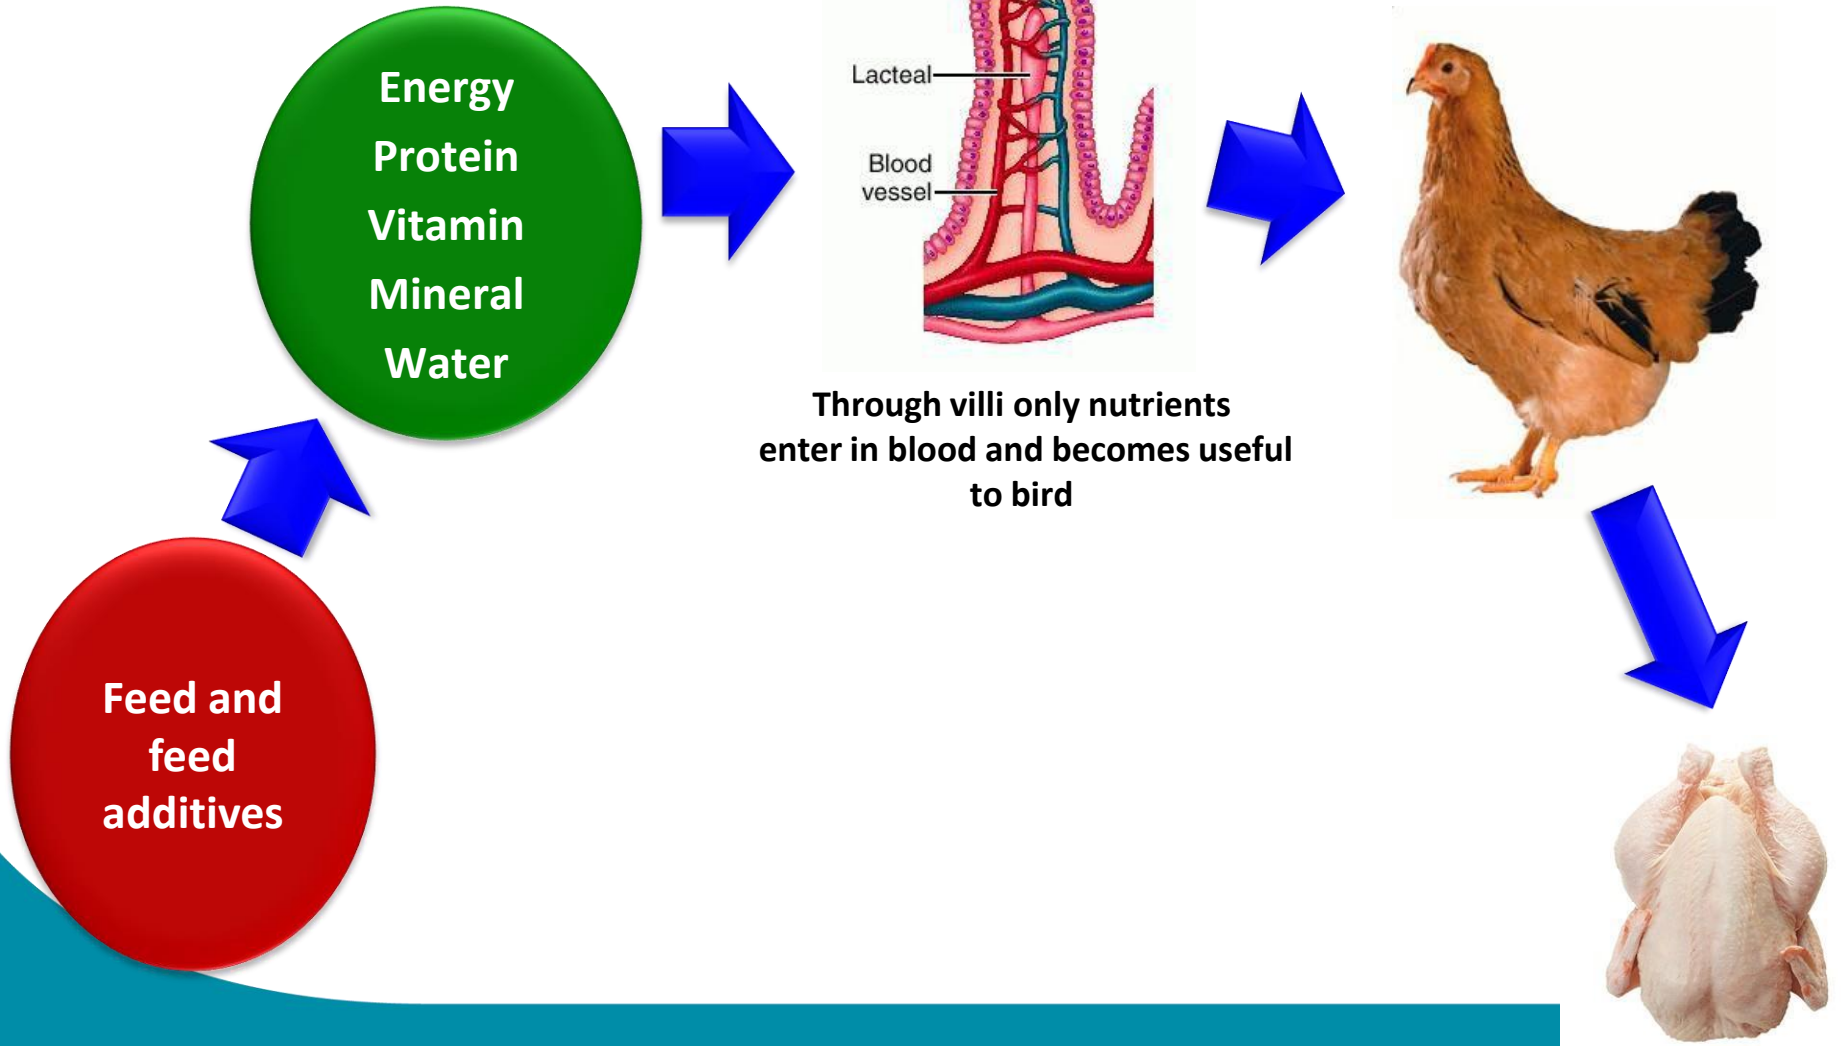 Energy
Protein
Vitamin
Mineral
Water
Lacteal
Blood
vessel
Through villi only nutrients
enter in blood and becomes useful
to bird
Feed and
feed
additives